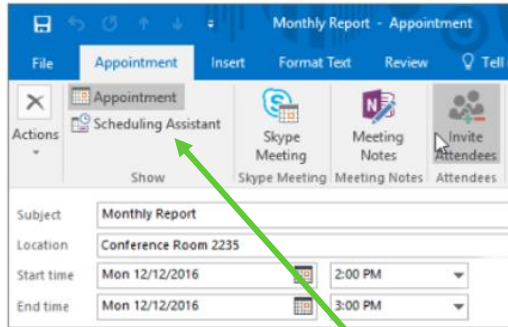 Monthly Report - Appointment
File Appointment Insert Format Text Review Tell
Actions
Appointment
Scheduling Assistant
Skype Meeting
Meeting Notes
Invite Attendees
Show Skype Meeting Meeting Notes Attendees
Subject Monthly Report
Location Conference Room 2235
Start time Mon 12/12/2016 2:00 PM
End time Mon 12/12/2016 3:00 PM